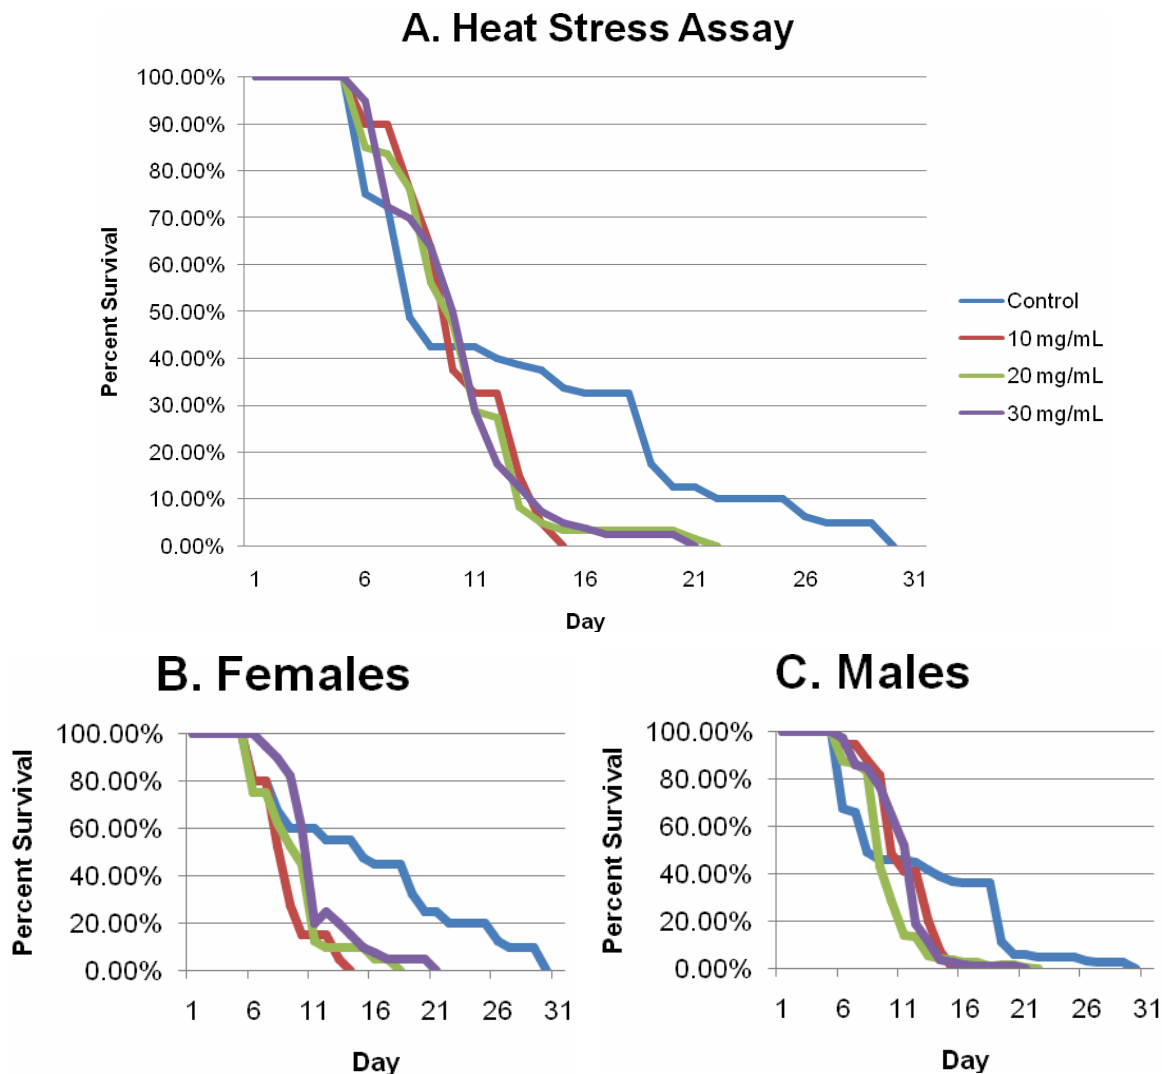 A. Heat Stress Assay
100.00%
90.00%
80.00%
70.00%
60.00%
50.00%
40.00%
30.00%
20.00%
10.00%
0.00%
Percent Survival
1 6 11 16 21 26 31
Day
Control
10 mg/mL
20 mg/mL
30 mg/mL
B. Females
100.00%
80.00%
60.00%
40.00%
20.00%
0.00%
Percent Survival
1 6 11 16 21 26 31
Day
C. Males
100.00%
80.00%
60.00%
40.00%
20.00%
0.00%
Percent Survival
1 6 11 16 21 26 31
Day